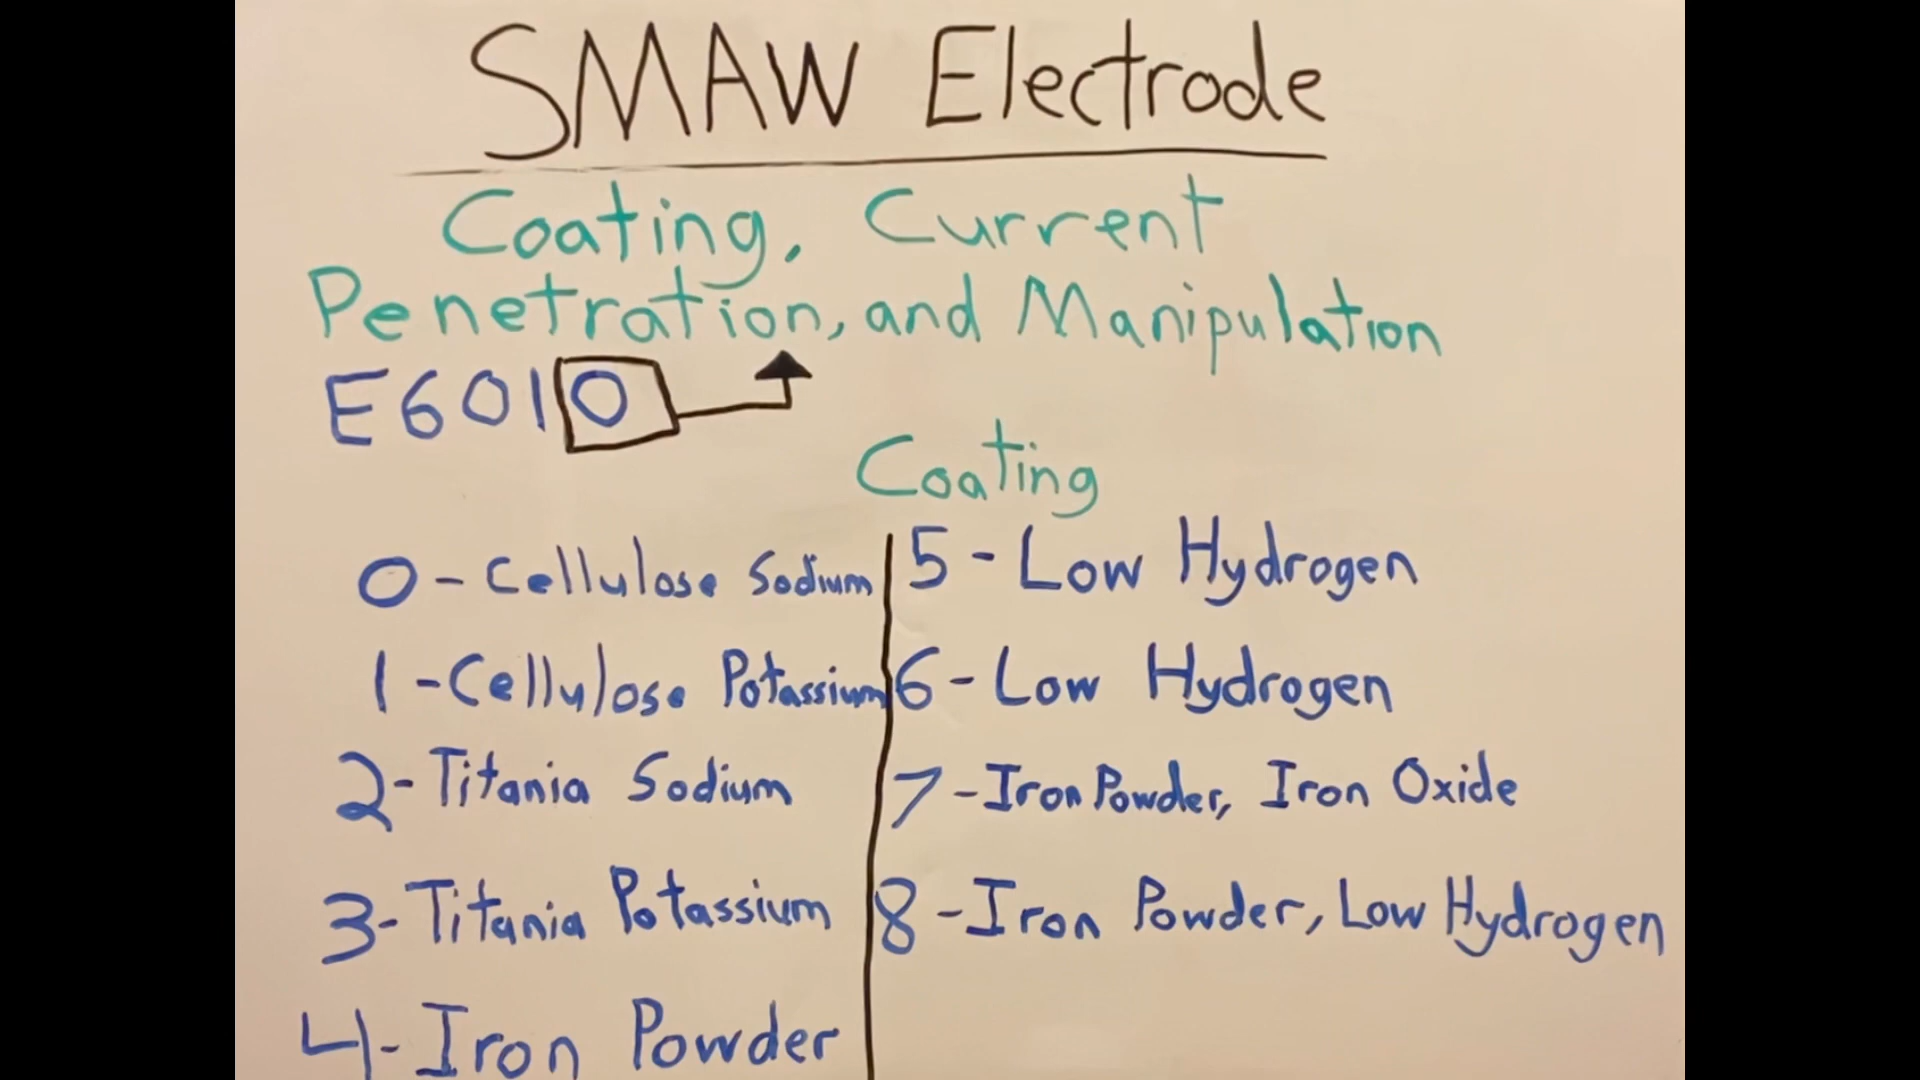 SMAW Electrode
Coating, Current
Penetration, and Manipulation
E6010
Coating
0 - Cellulose Sodium
1 - Cellulose Potassium
2 - Titania Sodium
3 - Titania Potassium
4 - Iron Powder
5 - Low Hydrogen
6 - Low Hydrogen
7 - Iron Powder, Iron Oxide
8 - Iron Powder, Low Hydrogen